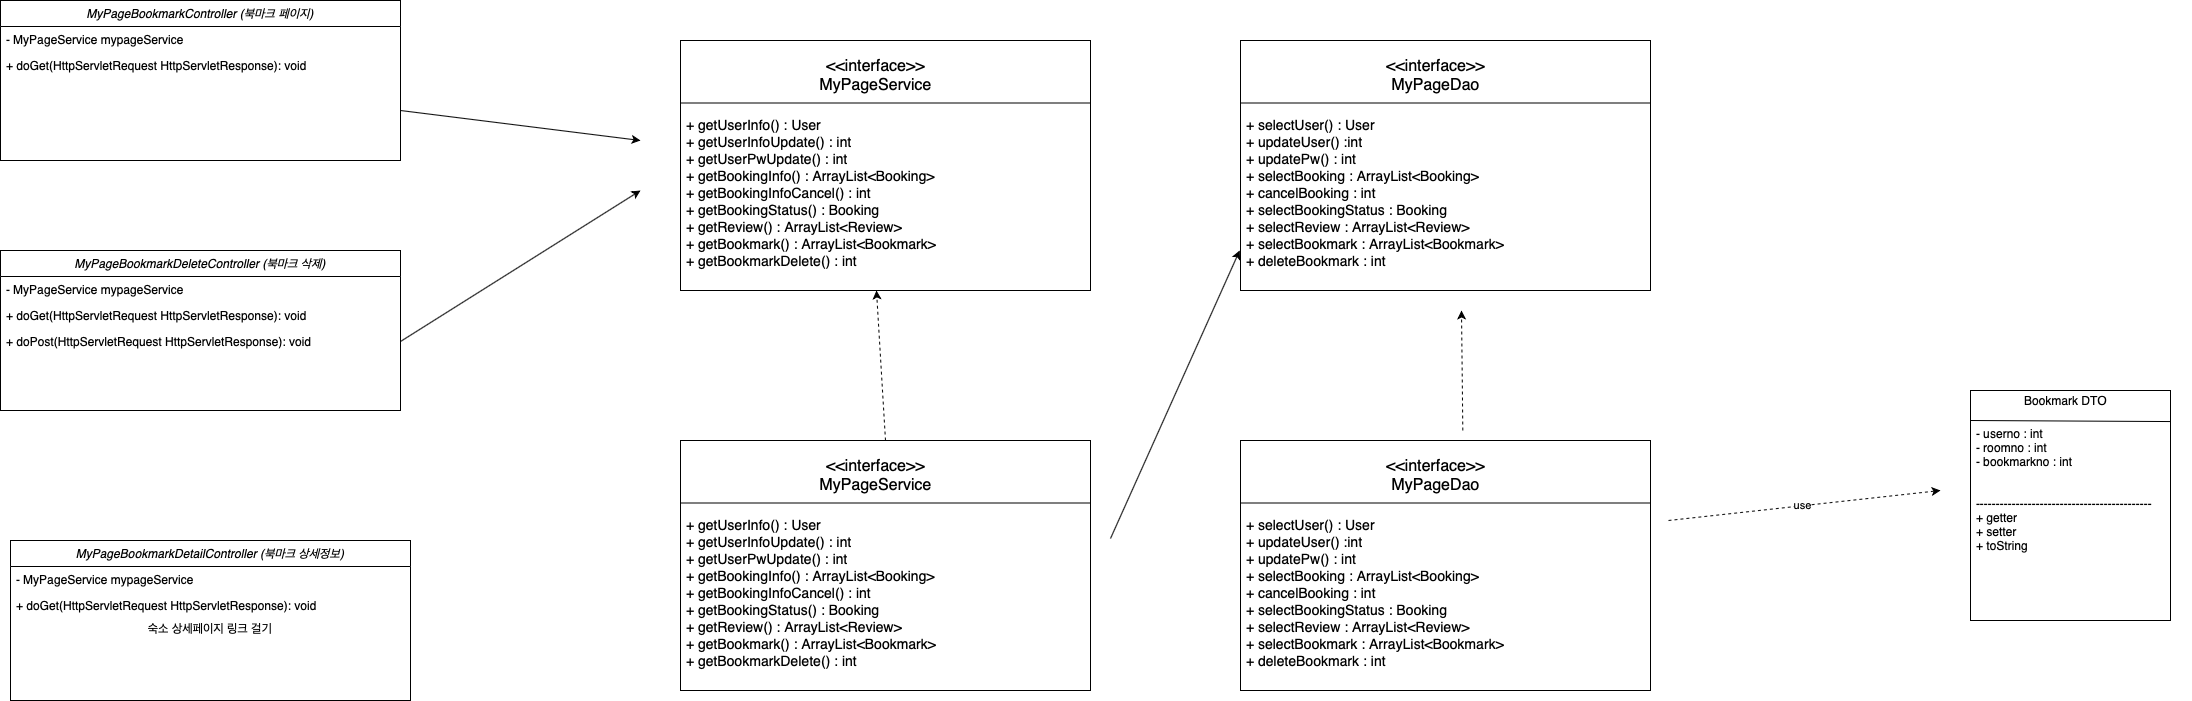 MyPageBookmarkController (북마크 페이지)
- MyPageService mypageService
+ doGet(HttpServletRequest HttpServletResponse): void
MyPageBookmarkDeleteController (북마크 삭제)
- MyPageService mypageService
+ doGet(HttpServletRequest HttpServletResponse): void
+ doPost(HttpServletRequest HttpServletResponse): void
MyPageBookmarkDetailController (북마크 상세정보)
- MyPageService mypageService
+ doGet(HttpServletRequest HttpServletResponse): void
숙소 상세페이지 링크 걸기
<<interface>>
MyPageService
+ getUserInfo() : User
+ getUserInfoUpdate() : int
+ getUserPwUpdate() : int
+ getBookingInfo() : ArrayList<Booking>
+ getBookingInfoCancel() : int
+ getBookingStatus() : Booking
+ getReview() : ArrayList<Review>
+ getBookmark() : ArrayList<Bookmark>
+ getBookmarkDelete() : int
<<interface>>
MyPageService
+ getUserInfo() : User
+ getUserInfoUpdate() : int
+ getUserPwUpdate() : int
+ getBookingInfo() : ArrayList<Booking>
+ getBookingInfoCancel() : int
+ getBookingStatus() : Booking
+ getReview() : ArrayList<Review>
+ getBookmark() : ArrayList<Bookmark>
+ getBookmarkDelete() : int
<<interface>>
MyPageDao
+ selectUser() : User
+ updateUser() :int
+ updatePw() : int
+ selectBooking : ArrayList<Booking>
+ cancelBooking : int
+ selectBookingStatus : Booking
+ selectReview : ArrayList<Review>
+ selectBookmark : ArrayList<Bookmark>
+ deleteBookmark : int
<<interface>>
MyPageDao
+ selectUser() : User
+ updateUser() :int
+ updatePw() : int
+ selectBooking : ArrayList<Booking>
+ cancelBooking : int
+ selectBookingStatus : Booking
+ selectReview : ArrayList<Review>
+ selectBookmark : ArrayList<Bookmark>
+ deleteBookmark : int
use
Bookmark DTO
- userno : int
- roomno : int
- bookmarkno : int
--------------------------------------------
+ getter
+ setter
+ toString